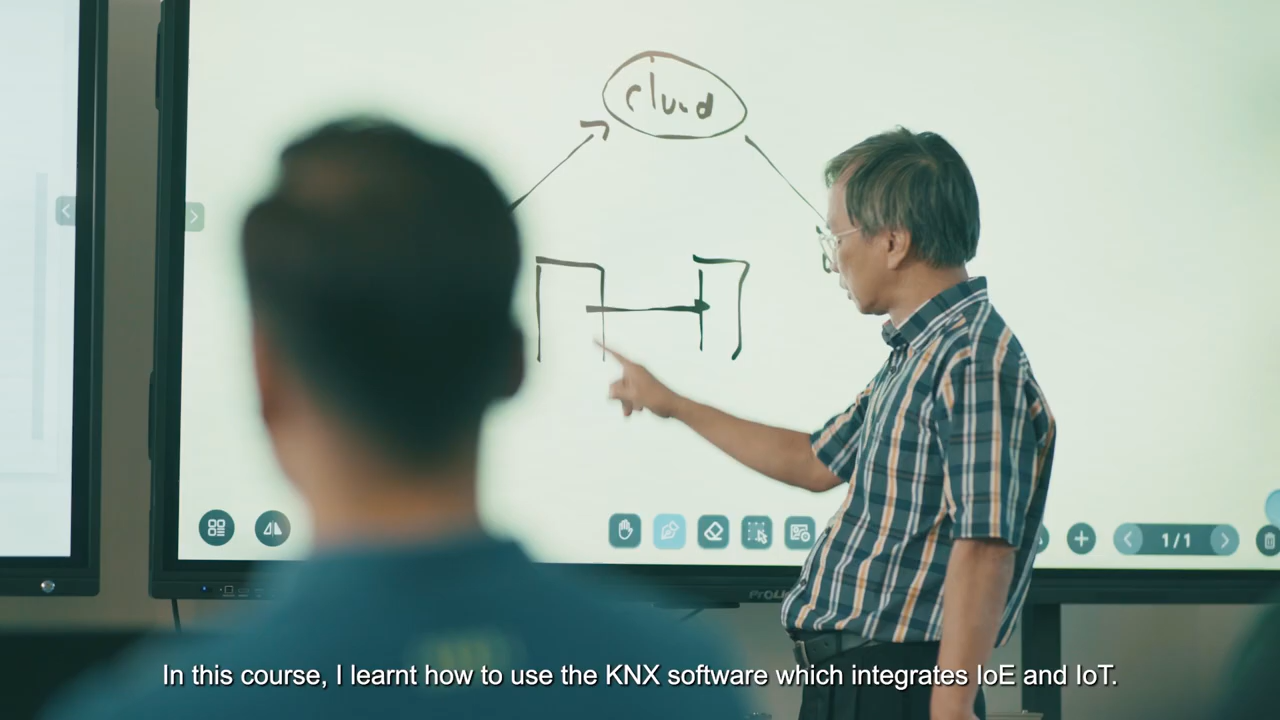 cloud
1/1
In this course, I learnt how to use the KNX software which integrates IoE and IoT.